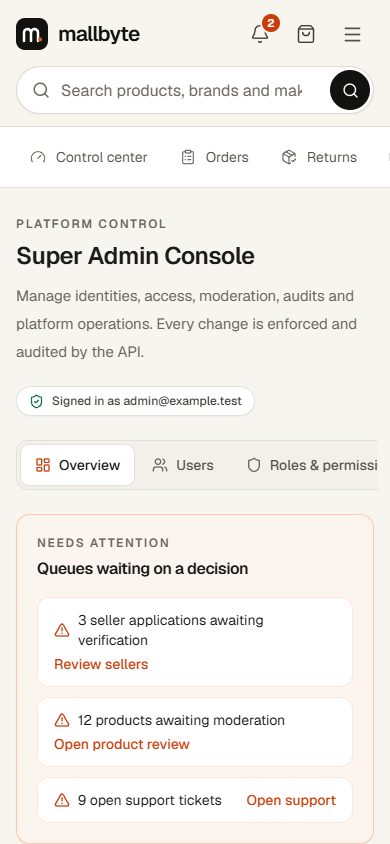 m.
mallbyte
2
Search products, brands and mak
Control center
Orders
Returns
PLATFORM CONTROL
Super Admin Console
Manage identities, access, moderation, audits and
platform operations. Every change is enforced and
audited by the API.
Signed in as admin@example.test
Overview
Users
Roles & permissi
NEEDS ATTENTION
Queues waiting on a decision
3 seller applications awaiting
verification
Review sellers
12 products awaiting moderation
Open product review
9 open support tickets
Open support